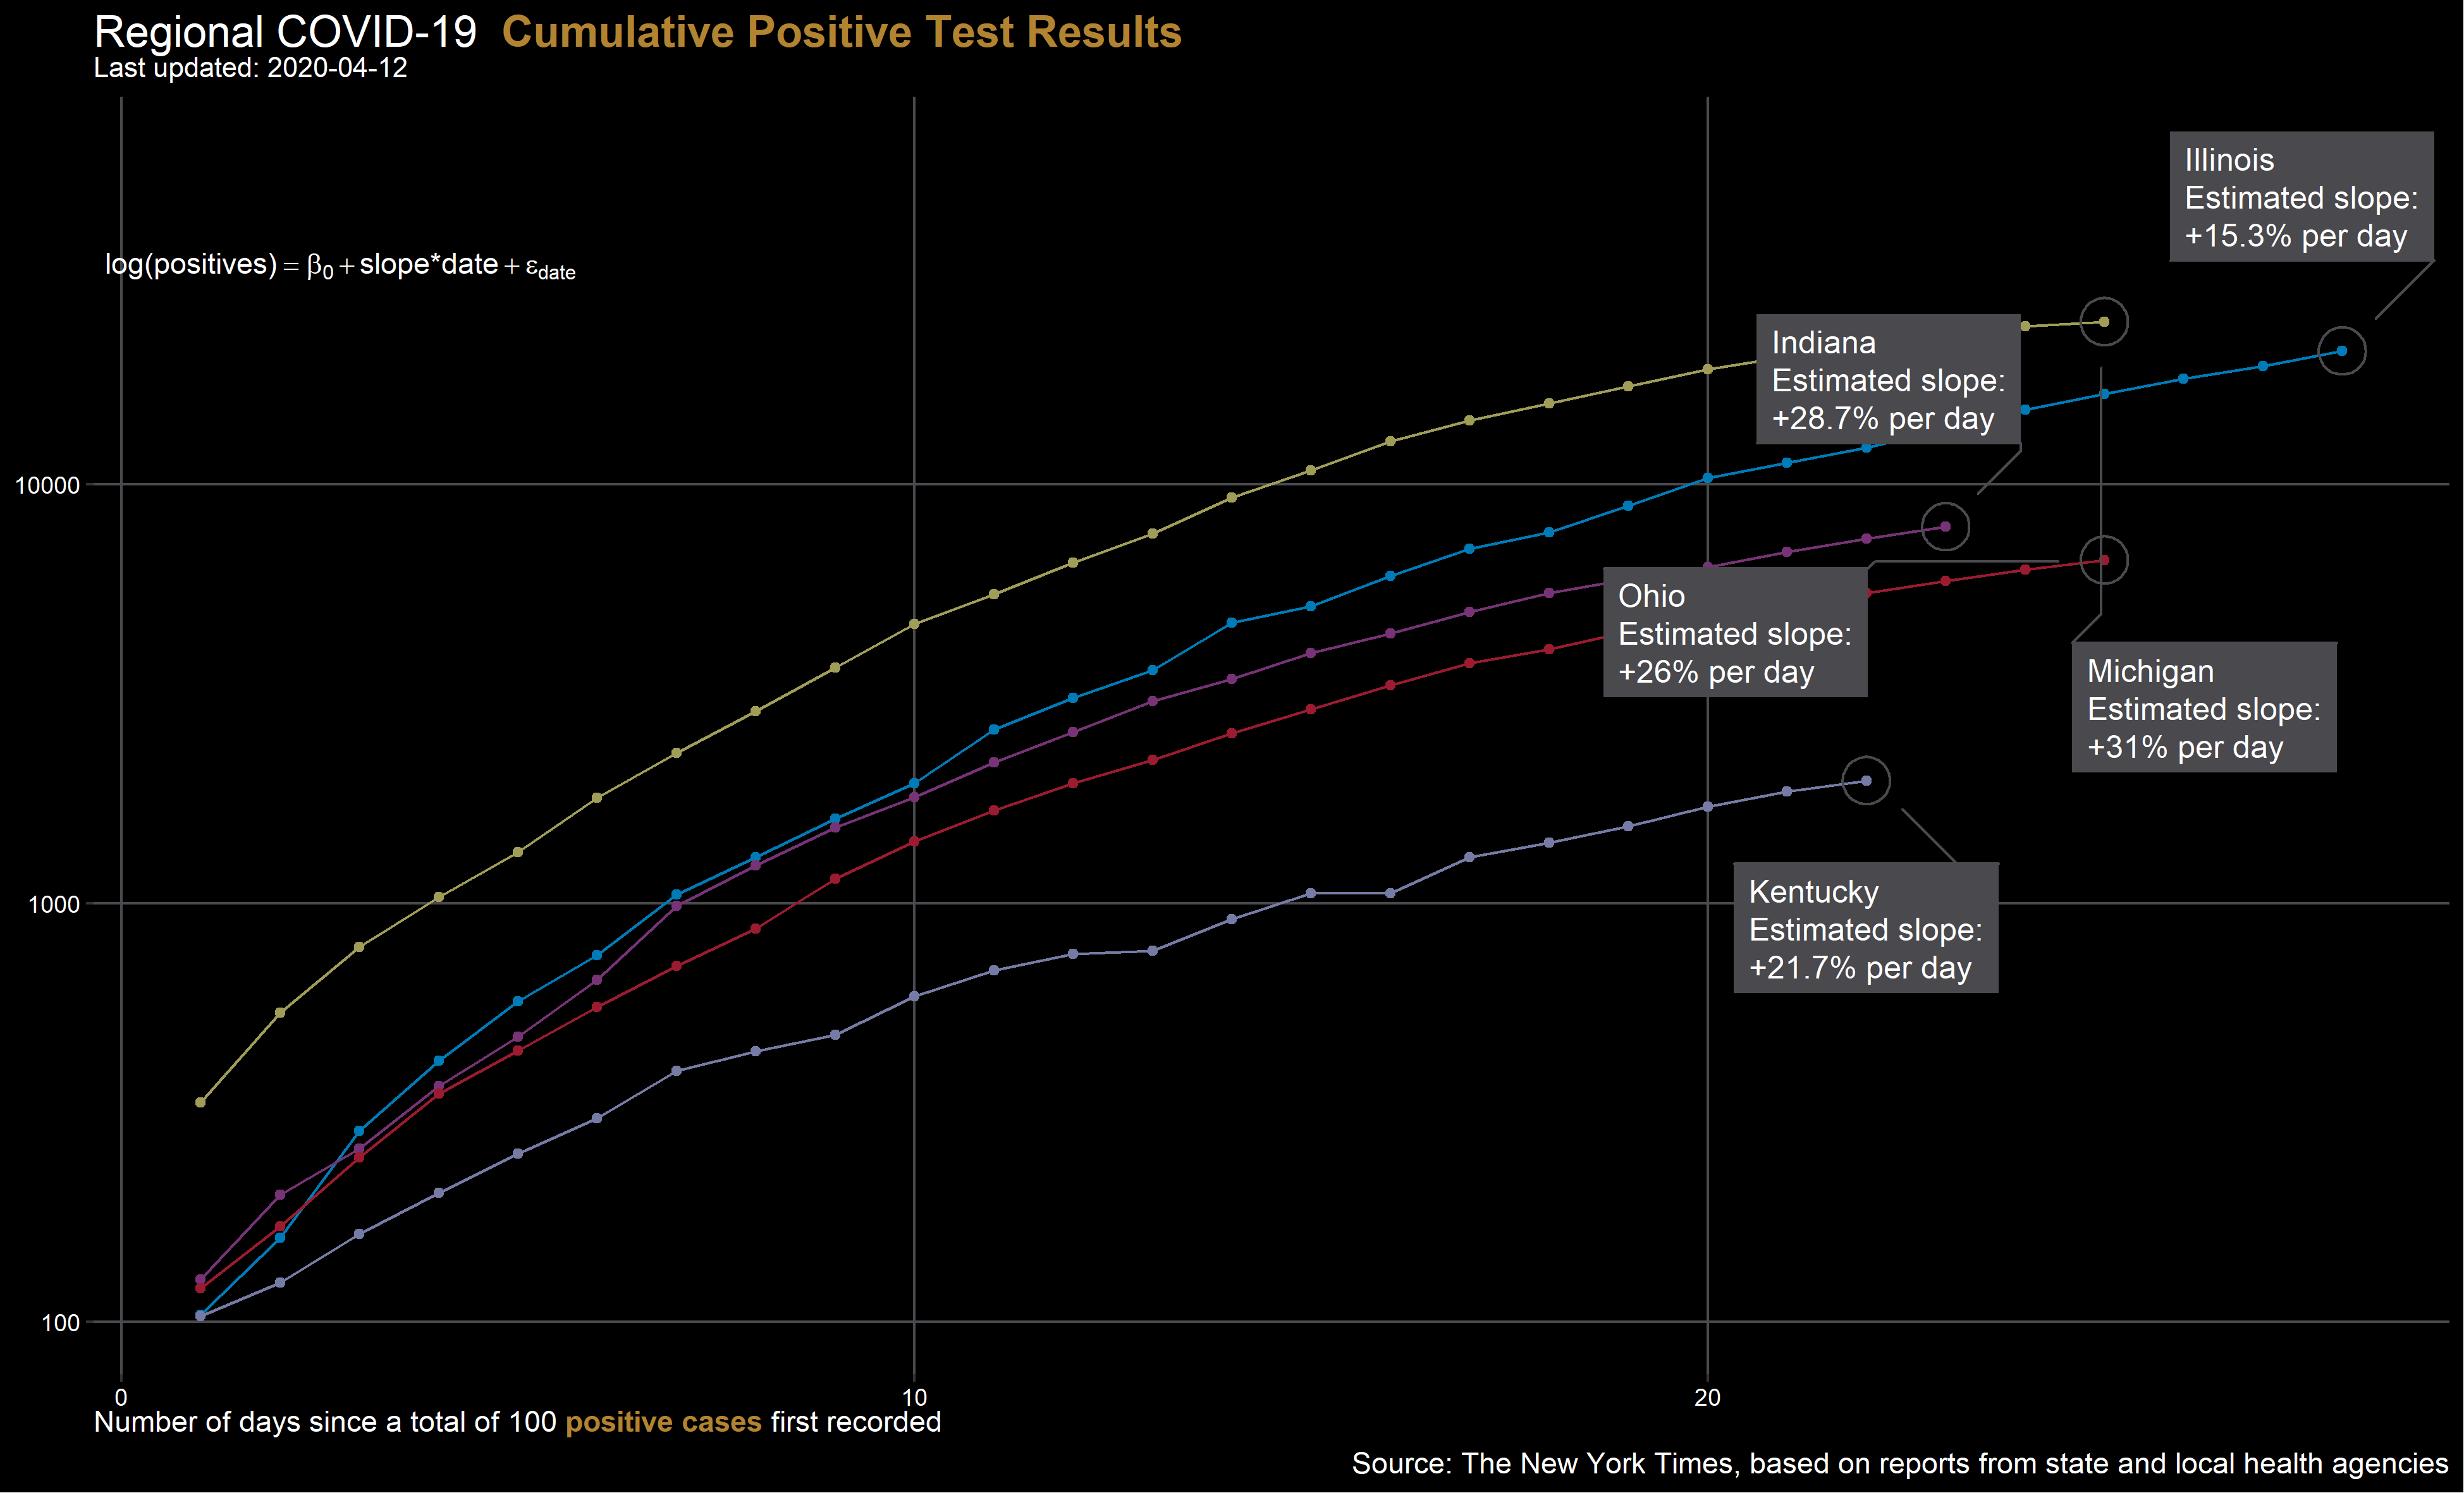 Regional COVID-19 Cumulative Positive Test Results
Last updated: 2020-04-12
Illinois
Estimated slope:
+15.3% per day
log(positives) = β0 + slope*date + εdate
Indiana
Estimated slope:
+28.7% per day
10000
Ohio
Estimated slope:
+26% per day
Michigan
Estimated slope:
+31% per day
1000
Kentucky
Estimated slope:
+21.7% per day
100
0 10 20
Number of days since a total of 100 positive cases first recorded
Source: The New York Times, based on reports from state and local health agencies